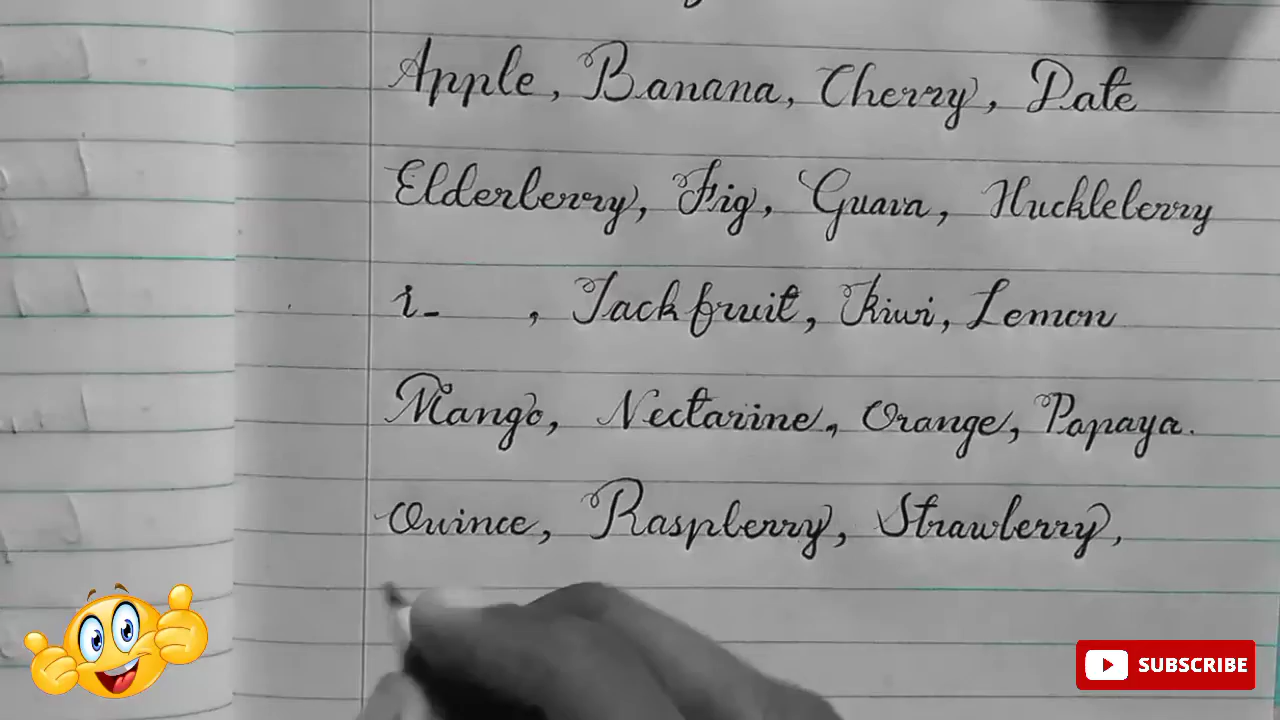 Apple, Banana, Cherry, Date
Elderberry, Fig, Guava, Huckleberry
i- , Jackfruit, Kiwi, Lemon
Mango, Nectarine, Orange, Papaya.
Quince, Raspberry, Strawberry,
SUBSCRIBE